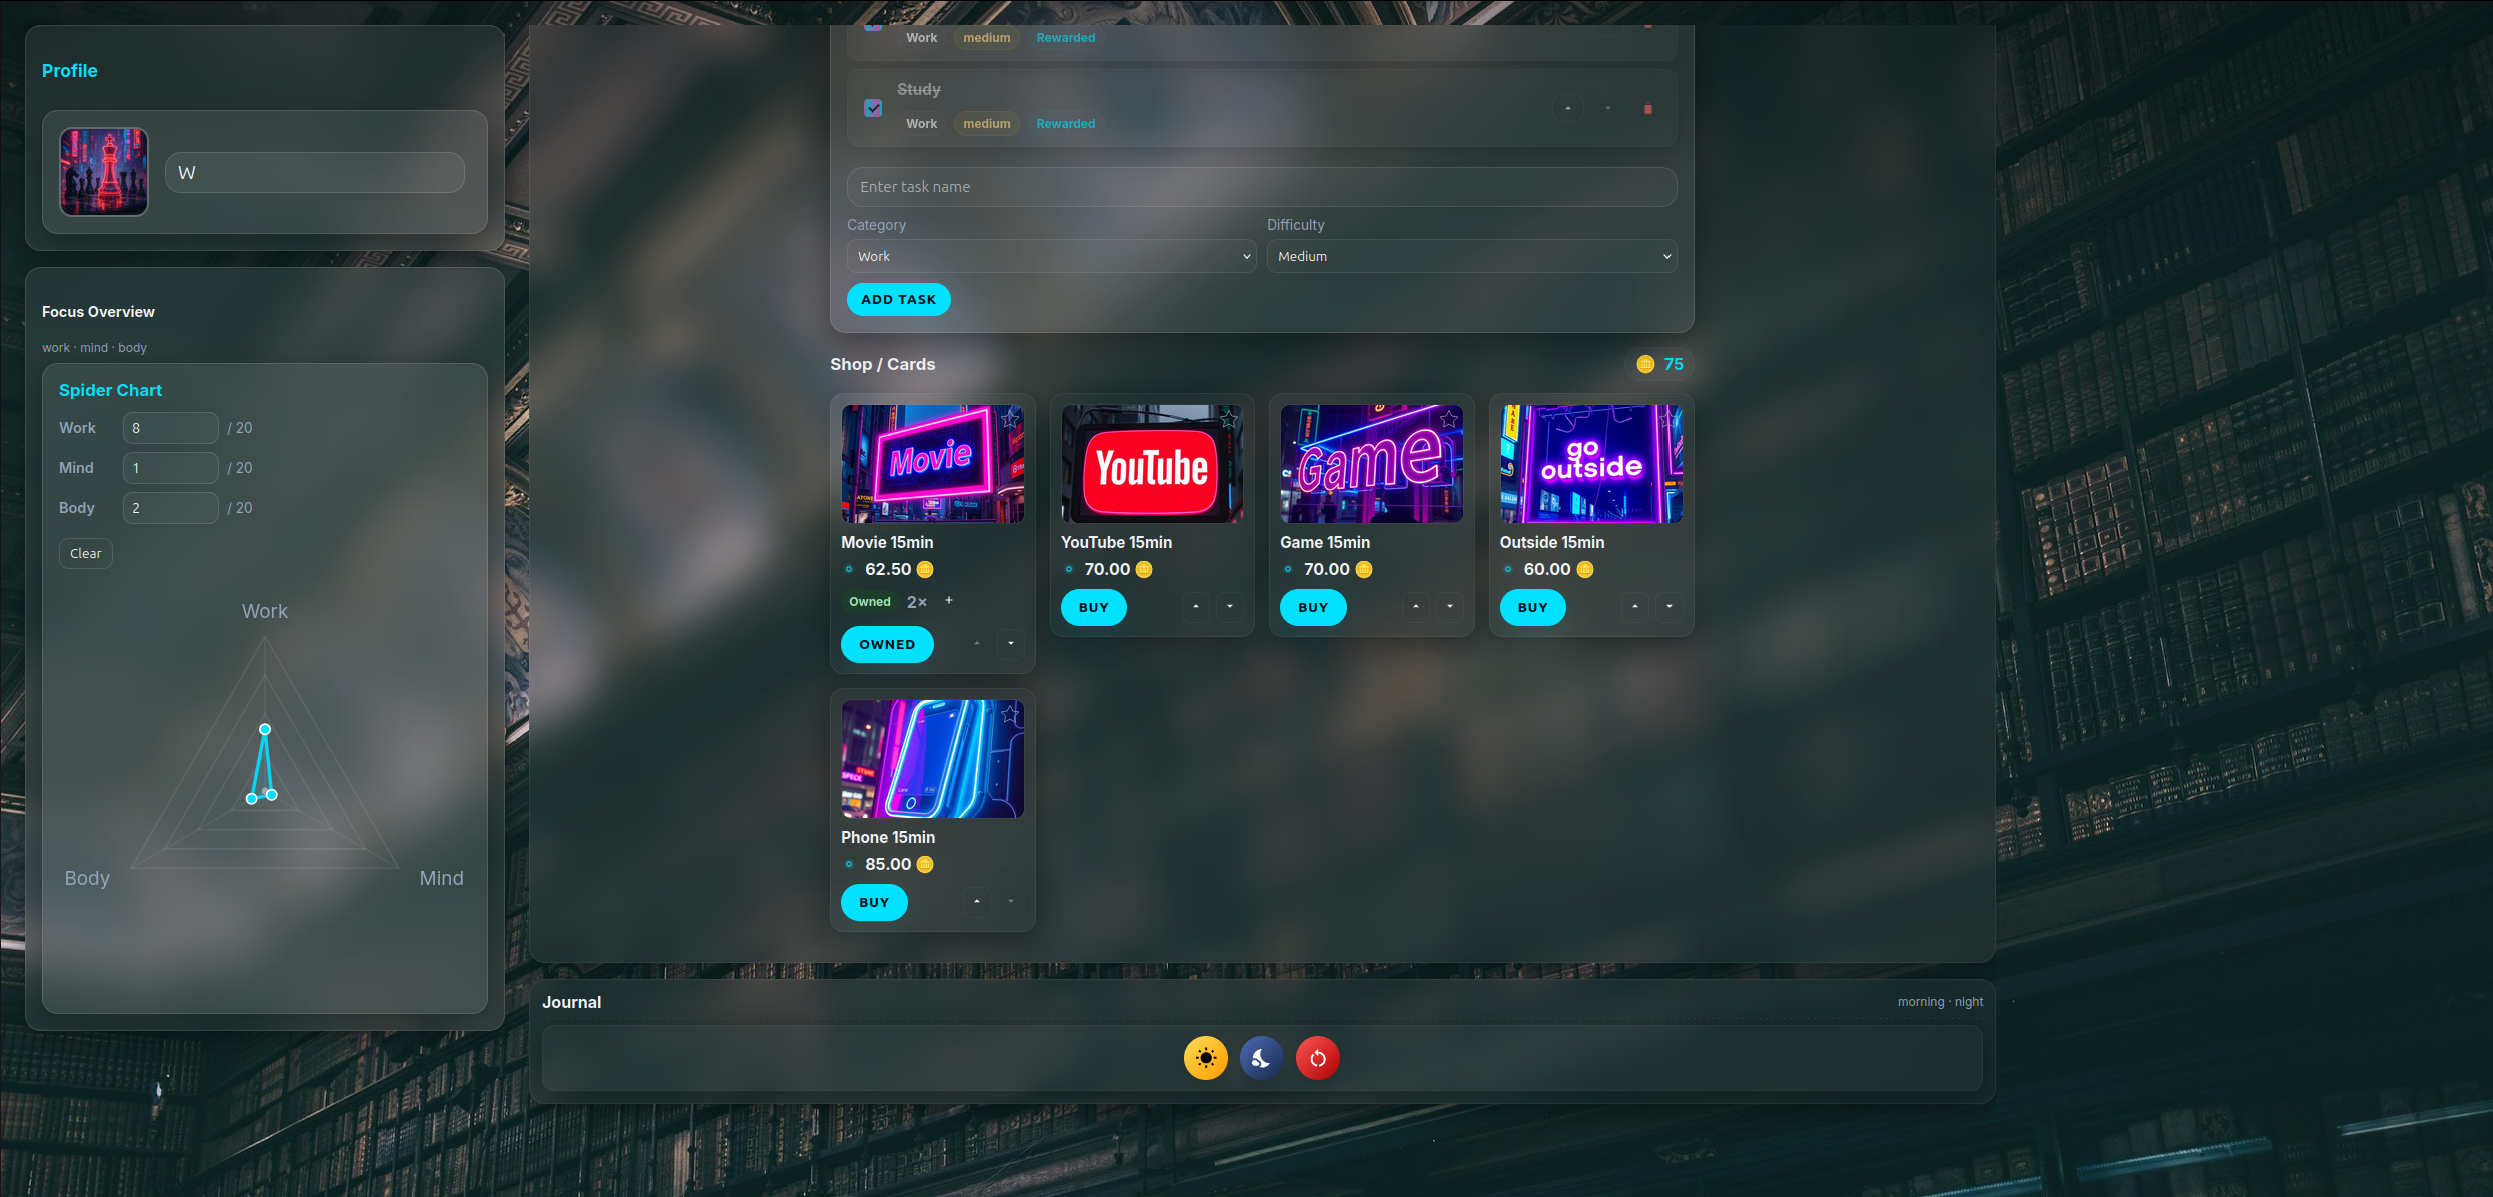 Profile
W
Focus Overview
work · mind · body
Spider Chart
Work 8 / 20
Mind 1 / 20
Body 2 / 20
Clear
Work
Body
Mind
Work medium Rewarded
Study
Work medium Rewarded
Enter task name
Category Difficulty
Work Medium
ADD TASK
Shop / Cards 75
Movie
YouTube
Game
go
outside
Movie 15min
62.50
Owned 2× +
OWNED
YouTube 15min
70.00
BUY
Game 15min
70.00
BUY
Outside 15min
60.00
BUY
Phone 15min
85.00
BUY
Journal morning · night